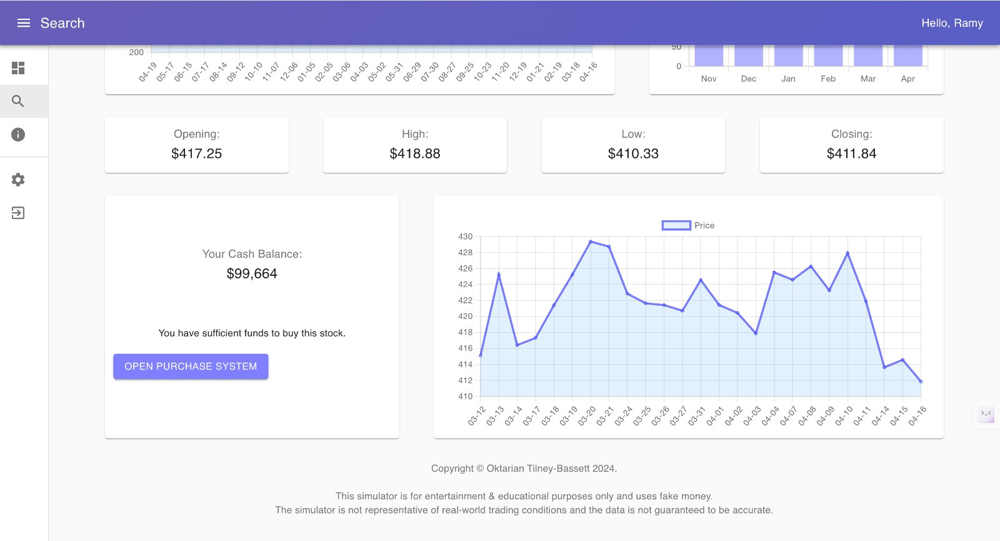 Search
Hello, Ramy
200
04-19 05-17 06-15 07-17 08-14 09-12 10-10 11-07 12-06 01-05 02-05 03-06 04-03 05-02 05-31 06-29 07-30 08-27 09-25 10-23 11-20 12-19 01-21 02-19 03-18 04-16
50
0
Nov Dec Jan Feb Mar Apr
Opening:
$417.25
High:
$418.88
Low:
$410.33
Closing:
$411.84
Your Cash Balance:
$99,664
You have sufficient funds to buy this stock.
OPEN PURCHASE SYSTEM
Price
430
428
426
424
422
420
418
416
414
412
410
03-12 03-13 03-14 03-17 03-18 03-19 03-20 03-21 03-24 03-25 03-26 03-27 03-31 04-01 04-02 04-03 04-04 04-07 04-08 04-09 04-10 04-11 04-14 04-15 04-16
Copyright © Oktarian Tilney-Bassett 2024.
This simulator is for entertainment & educational purposes only and uses fake money.
The simulator is not representative of real-world trading conditions and the data is not guaranteed to be accurate.